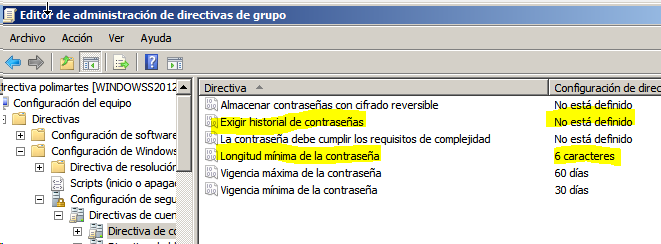 Editor de administración de directivas de grupo
Archivo Acción Ver Ayuda
irectiva polimartes [WINDOWSS2012
Configuración del equipo
Directivas
Configuración de software
Configuración de Windows
Directiva de resolución
Scripts (inicio o apagad
Configuración de segu
Directivas de cuen
Directiva de co
Directiva Configuración de direc
Almacenar contraseñas con cifrado reversible No está definido
Exigir historial de contraseñas No está definido
La contraseña debe cumplir los requisitos de complejidad No está definido
Longitud mínima de la contraseña 6 caracteres
Vigencia máxima de la contraseña 60 días
Vigencia mínima de la contraseña 30 días